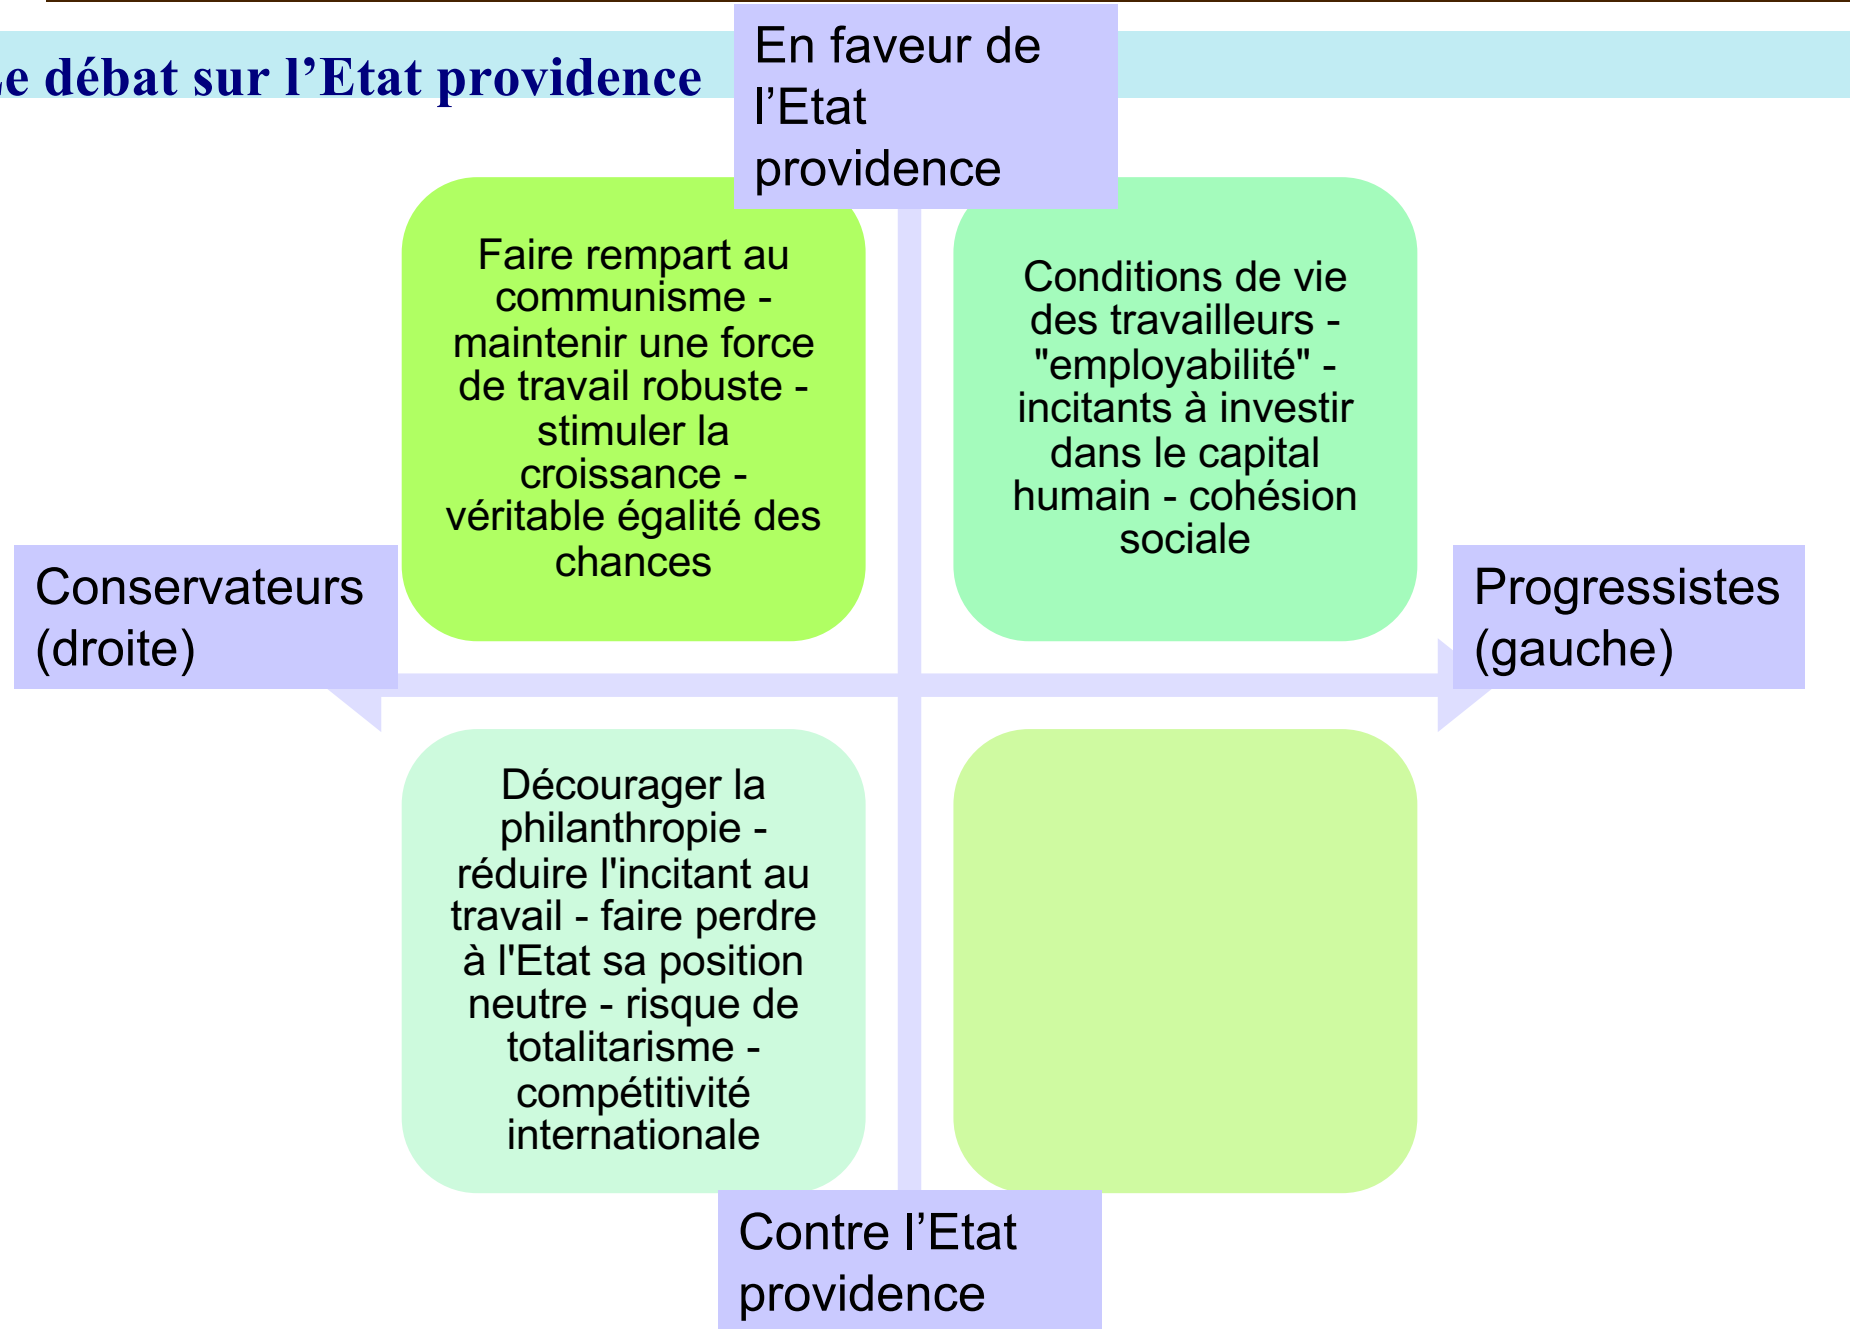 e débat sur l’Etat providence
En faveur de
l’Etat
providence
Faire rempart au
communisme -
maintenir une force
de travail robuste -
stimuler la
croissance -
véritable égalité des
chances
Conditions de vie
des travailleurs -
"employabilité" -
incitants à investir
dans le capital
humain - cohésion
sociale
Conservateurs
(droite)
Progressistes
(gauche)
Décourager la
philanthropie -
réduire l'incitant au
travail - faire perdre
à l'Etat sa position
neutre - risque de
totalitarisme -
compétitivité
internationale
Contre l’Etat
providence